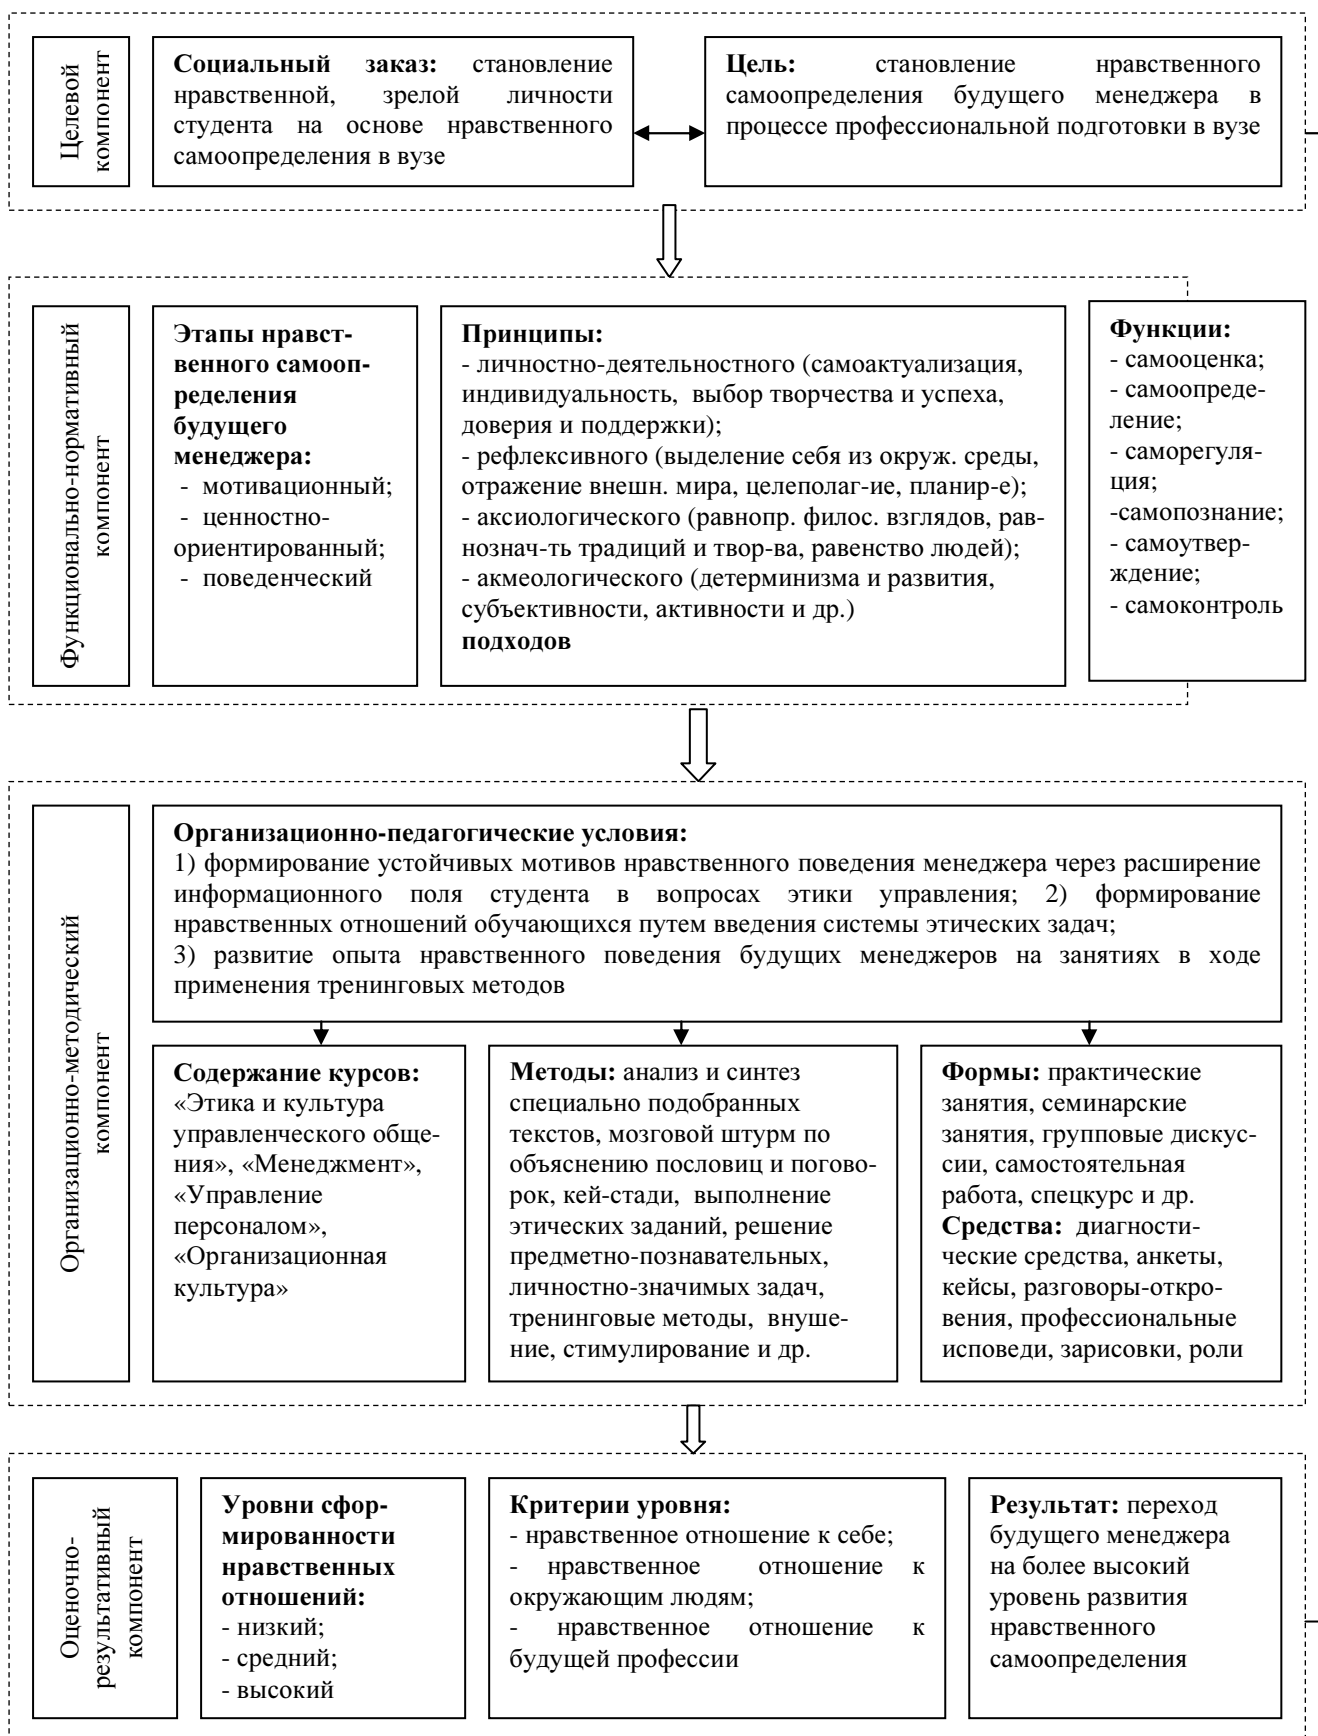 Целевой
компонент
Социальный заказ: становление
нравственной, зрелой личности
студента на основе нравственного
самоопределения в вузе
Цель: становление нравственного
самоопределения будущего менеджера в
процессе профессиональной подготовки в вузе
Функционально-нормативный
компонент
Этапы нравст-
венного самооп-
ределения
будущего
менеджера:
- мотивационный;
- ценностно-
ориентированный;
- поведенческий
Принципы:
- личностно-деятельностного (самоактуализация,
индивидуальность, выбор творчества и успеха,
доверия и поддержки);
- рефлексивного (выделение себя из окруж. среды,
отражение внешн. мира, целеполаг-ие, планир-е);
- аксиологического (равнопр. филос. взглядов, рав-
нознач-ть традиций и твор-ва, равенство людей);
- акмеологического (детерминизма и развития,
субъективности, активности и др.)
подходов
Функции:
- самооценка;
- самоопреде-
ление;
- саморегуля-
ция;
-самопознание;
- самоутвер-
ждение;
- самоконтроль
Организационно-методический
компонент
Организационно-педагогические условия:
1) формирование устойчивых мотивов нравственного поведения менеджера через расширение
информационного поля студента в вопросах этики управления; 2) формирование
нравственных отношений обучающихся путем введения системы этических задач;
3) развитие опыта нравственного поведения будущих менеджеров на занятиях в ходе
применения тренинговых методов
Содержание курсов:
«Этика и культура
управленческого обще-
ния», «Менеджмент»,
«Управление
персоналом»,
«Организационная
культура»
Методы: анализ и синтез
специально подобранных
текстов, мозговой штурм по
объяснению пословиц и погово-
рок, кей-стади, выполнение
этических заданий, решение
предметно-познавательных,
личностно-значимых задач,
тренинговые методы, внуше-
ние, стимулирование и др.
Формы: практические
занятия, семинарские
занятия, групповые дискус-
сии, самостоятельная
работа, спецкурс и др.
Средства: диагности-
ческие средства, анкеты,
кейсы, разговоры-откро-
вения, профессиональные
исповеди, зарисовки, роли
Оценочно-
результативный
компонент
Уровни сфор-
мированности
нравственных
отношений:
- низкий;
- средний;
- высокий
Критерии уровня:
- нравственное отношение к себе;
- нравственное отношение к
окружающим людям;
- нравственное отношение к
будущей профессии
Результат: переход
будущего менеджера
на более высокий
уровень развития
нравственного
самоопределения